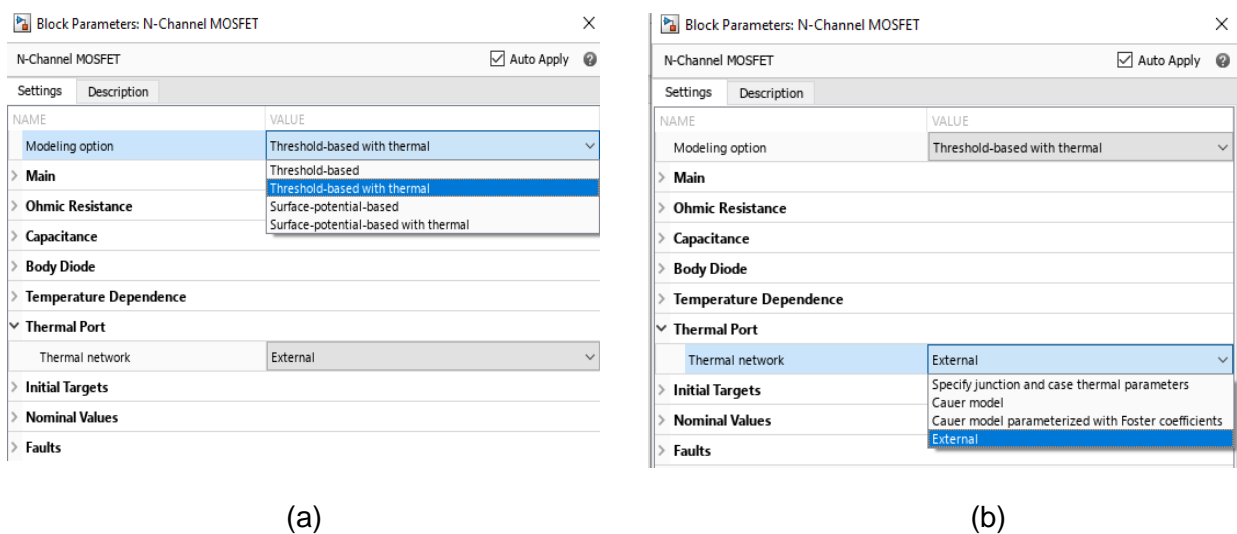 Block Parameters: N-Channel MOSFET
N-Channel MOSFET Auto Apply
Settings Description
NAME VALUE
Modeling option Threshold-based with thermal
Threshold-based
Main Threshold-based with thermal
Ohmic Resistance Surface-potential-based
Surface-potential-based with thermal
Capacitance
Body Diode
Temperature Dependence
Thermal Port
Thermal network External
Initial Targets
Nominal Values
Faults
(a)
Block Parameters: N-Channel MOSFET
N-Channel MOSFET Auto Apply
Settings Description
NAME VALUE
Modeling option Threshold-based with thermal
Main
Ohmic Resistance
Capacitance
Body Diode
Temperature Dependence
Thermal Port
Thermal network External
Specify junction and case thermal parameters
Initial Targets
Cauer model
Nominal Values Cauer model parameterized with Foster coefficients
External
Faults
(b)